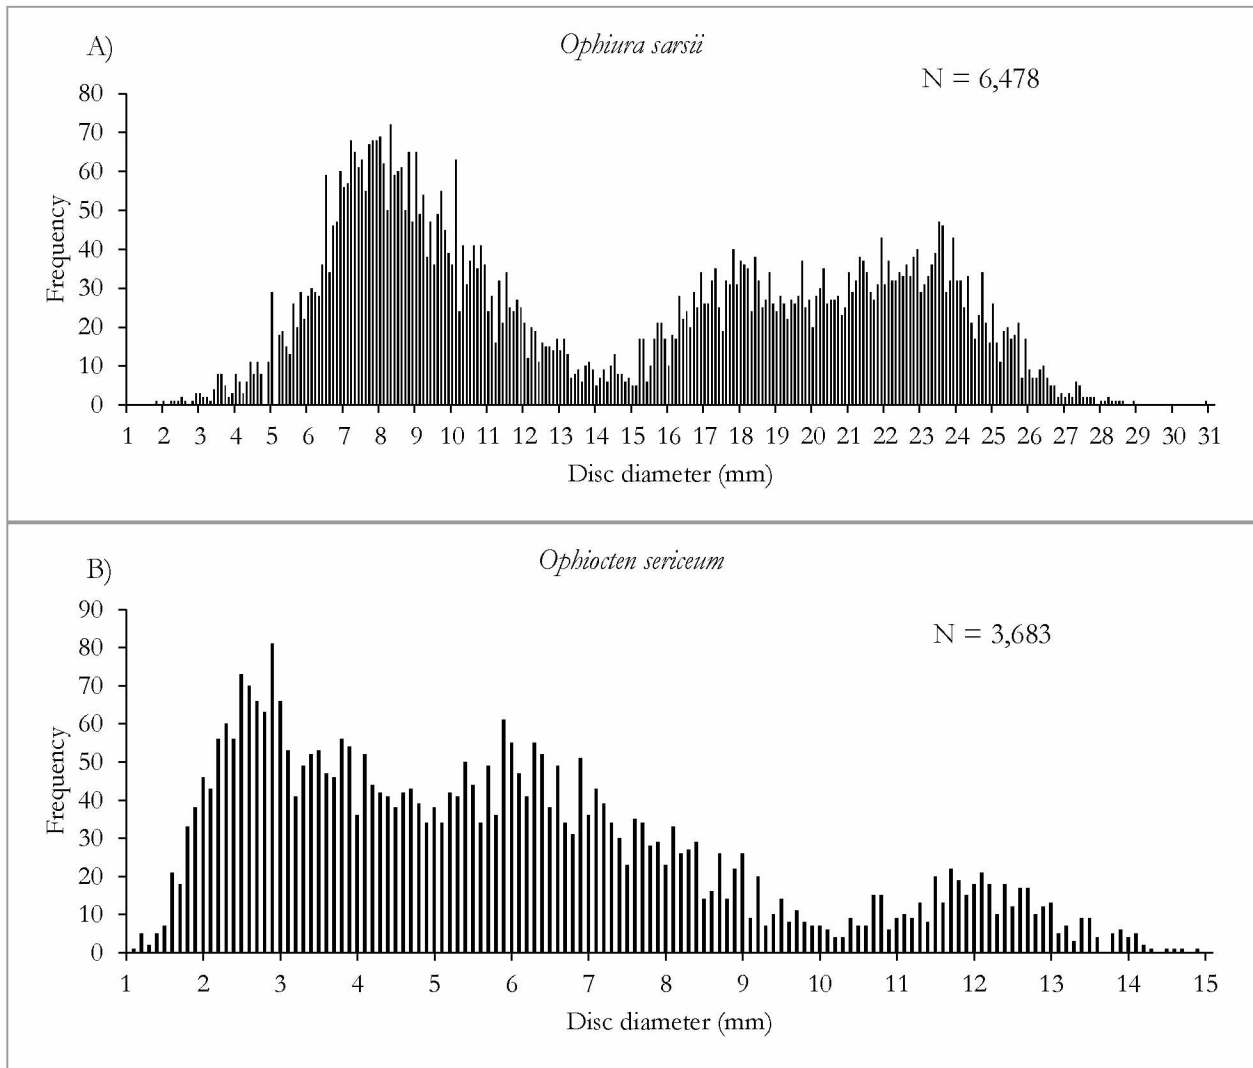 A)
Ophiura sarsii
N = 6,478
Frequency
80
70
60
50
40
30
20
10
0
1 2 3 4 5 6 7 8 9 10 11 12 13 14 15 16 17 18 19 20 21 22 23 24 25 26 27 28 29 30 31
Disc diameter (mm)
B)
Ophiocten sericeum
N = 3,683
Frequency
90
80
70
60
50
40
30
20
10
0
1 2 3 4 5 6 7 8 9 10 11 12 13 14 15
Disc diameter (mm)